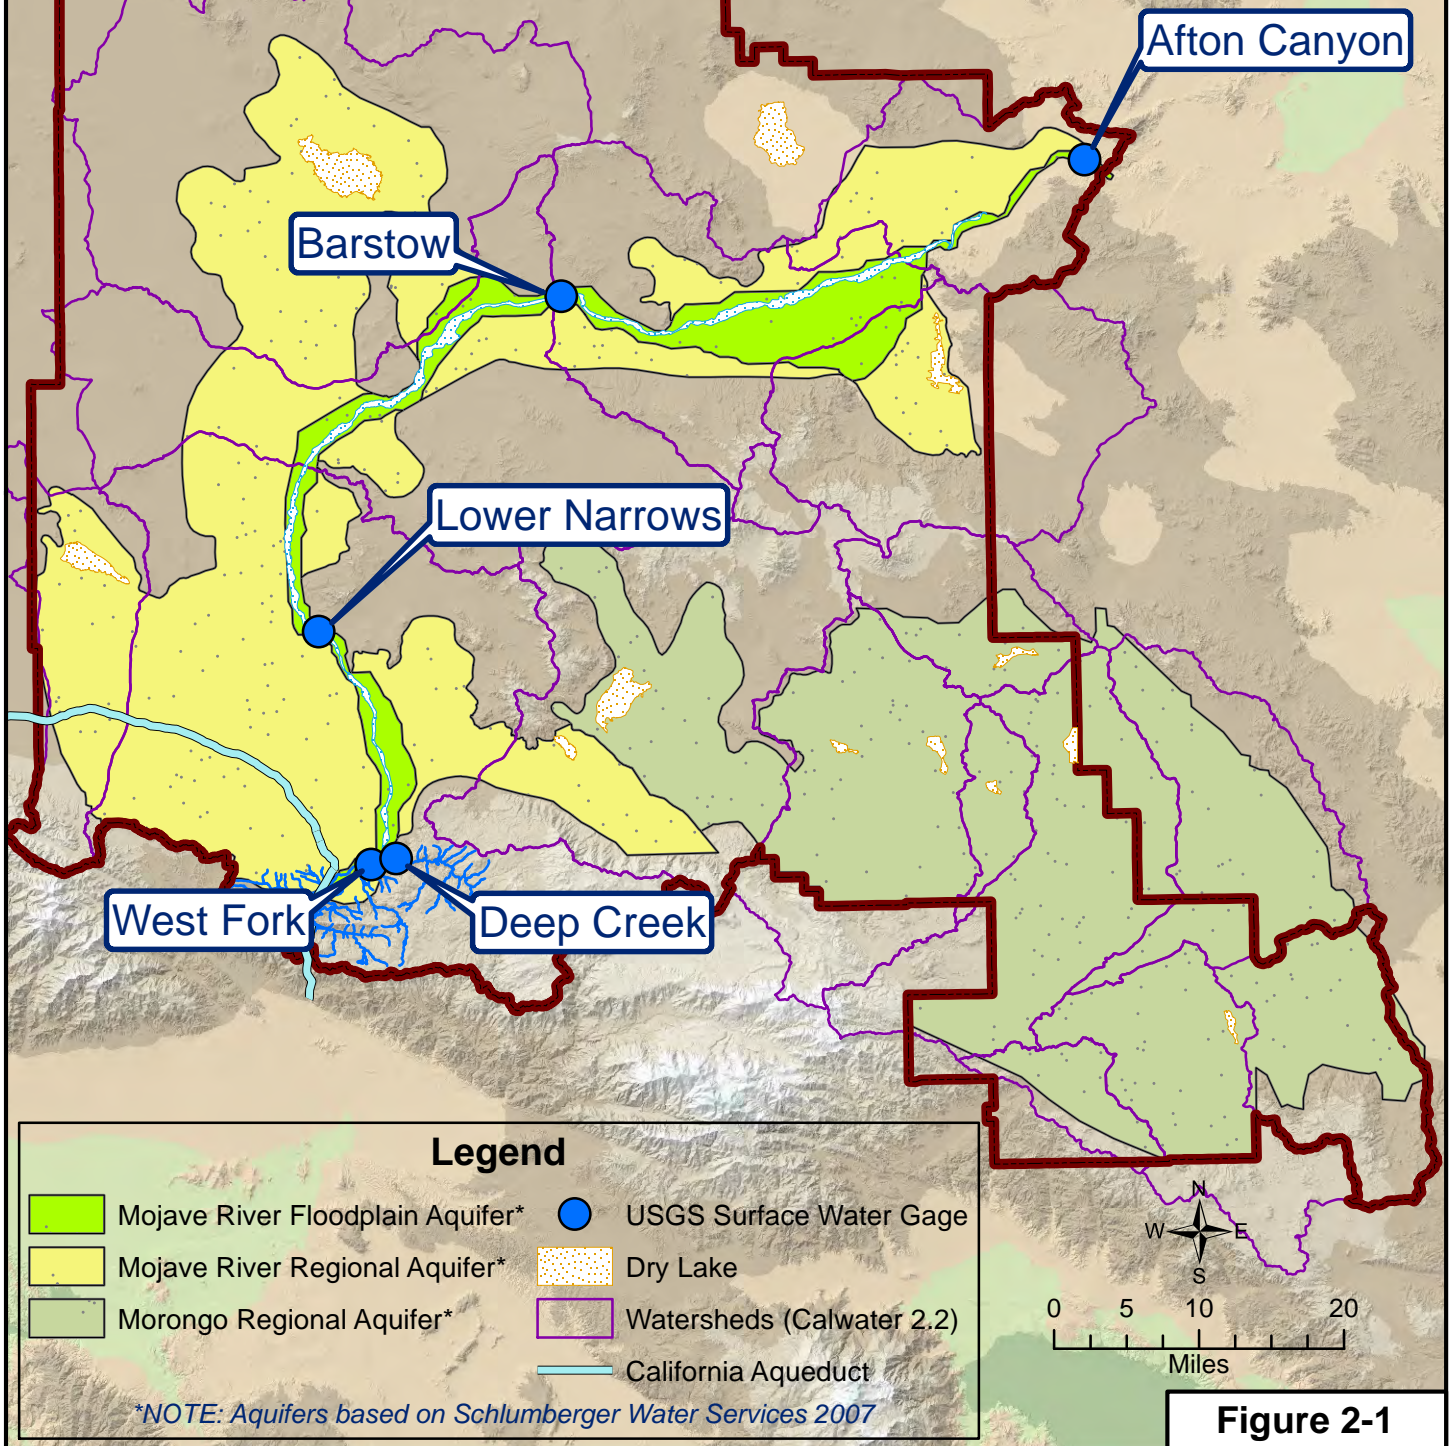 Afton Canyon
Barstow
Lower Narrows
West Fork
Deep Creek
Legend
Mojave River Floodplain Aquifer*
Mojave River Regional Aquifer*
Morongo Regional Aquifer*
USGS Surface Water Gage
Dry Lake
Watersheds (Calwater 2.2)
California Aqueduct
*NOTE: Aquifers based on Schlumberger Water Services 2007
N
W E
S
0 5 10 20
Miles
Figure 2-1